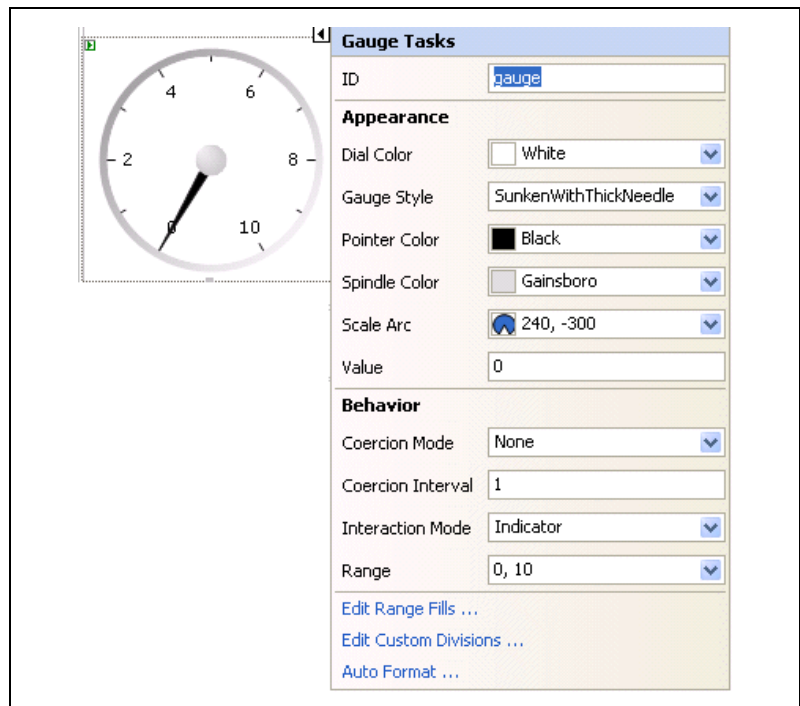 4 6
2 8
0 10
Gauge Tasks
ID gauge
Appearance
Dial Color White
Gauge Style SunkenWithThickNeedle
Pointer Color Black
Spindle Color Gainsboro
Scale Arc 240, -300
Value 0
Behavior
Coercion Mode None
Coercion Interval 1
Interaction Mode Indicator
Range 0, 10
Edit Range Fills ...
Edit Custom Divisions ...
Auto Format ...